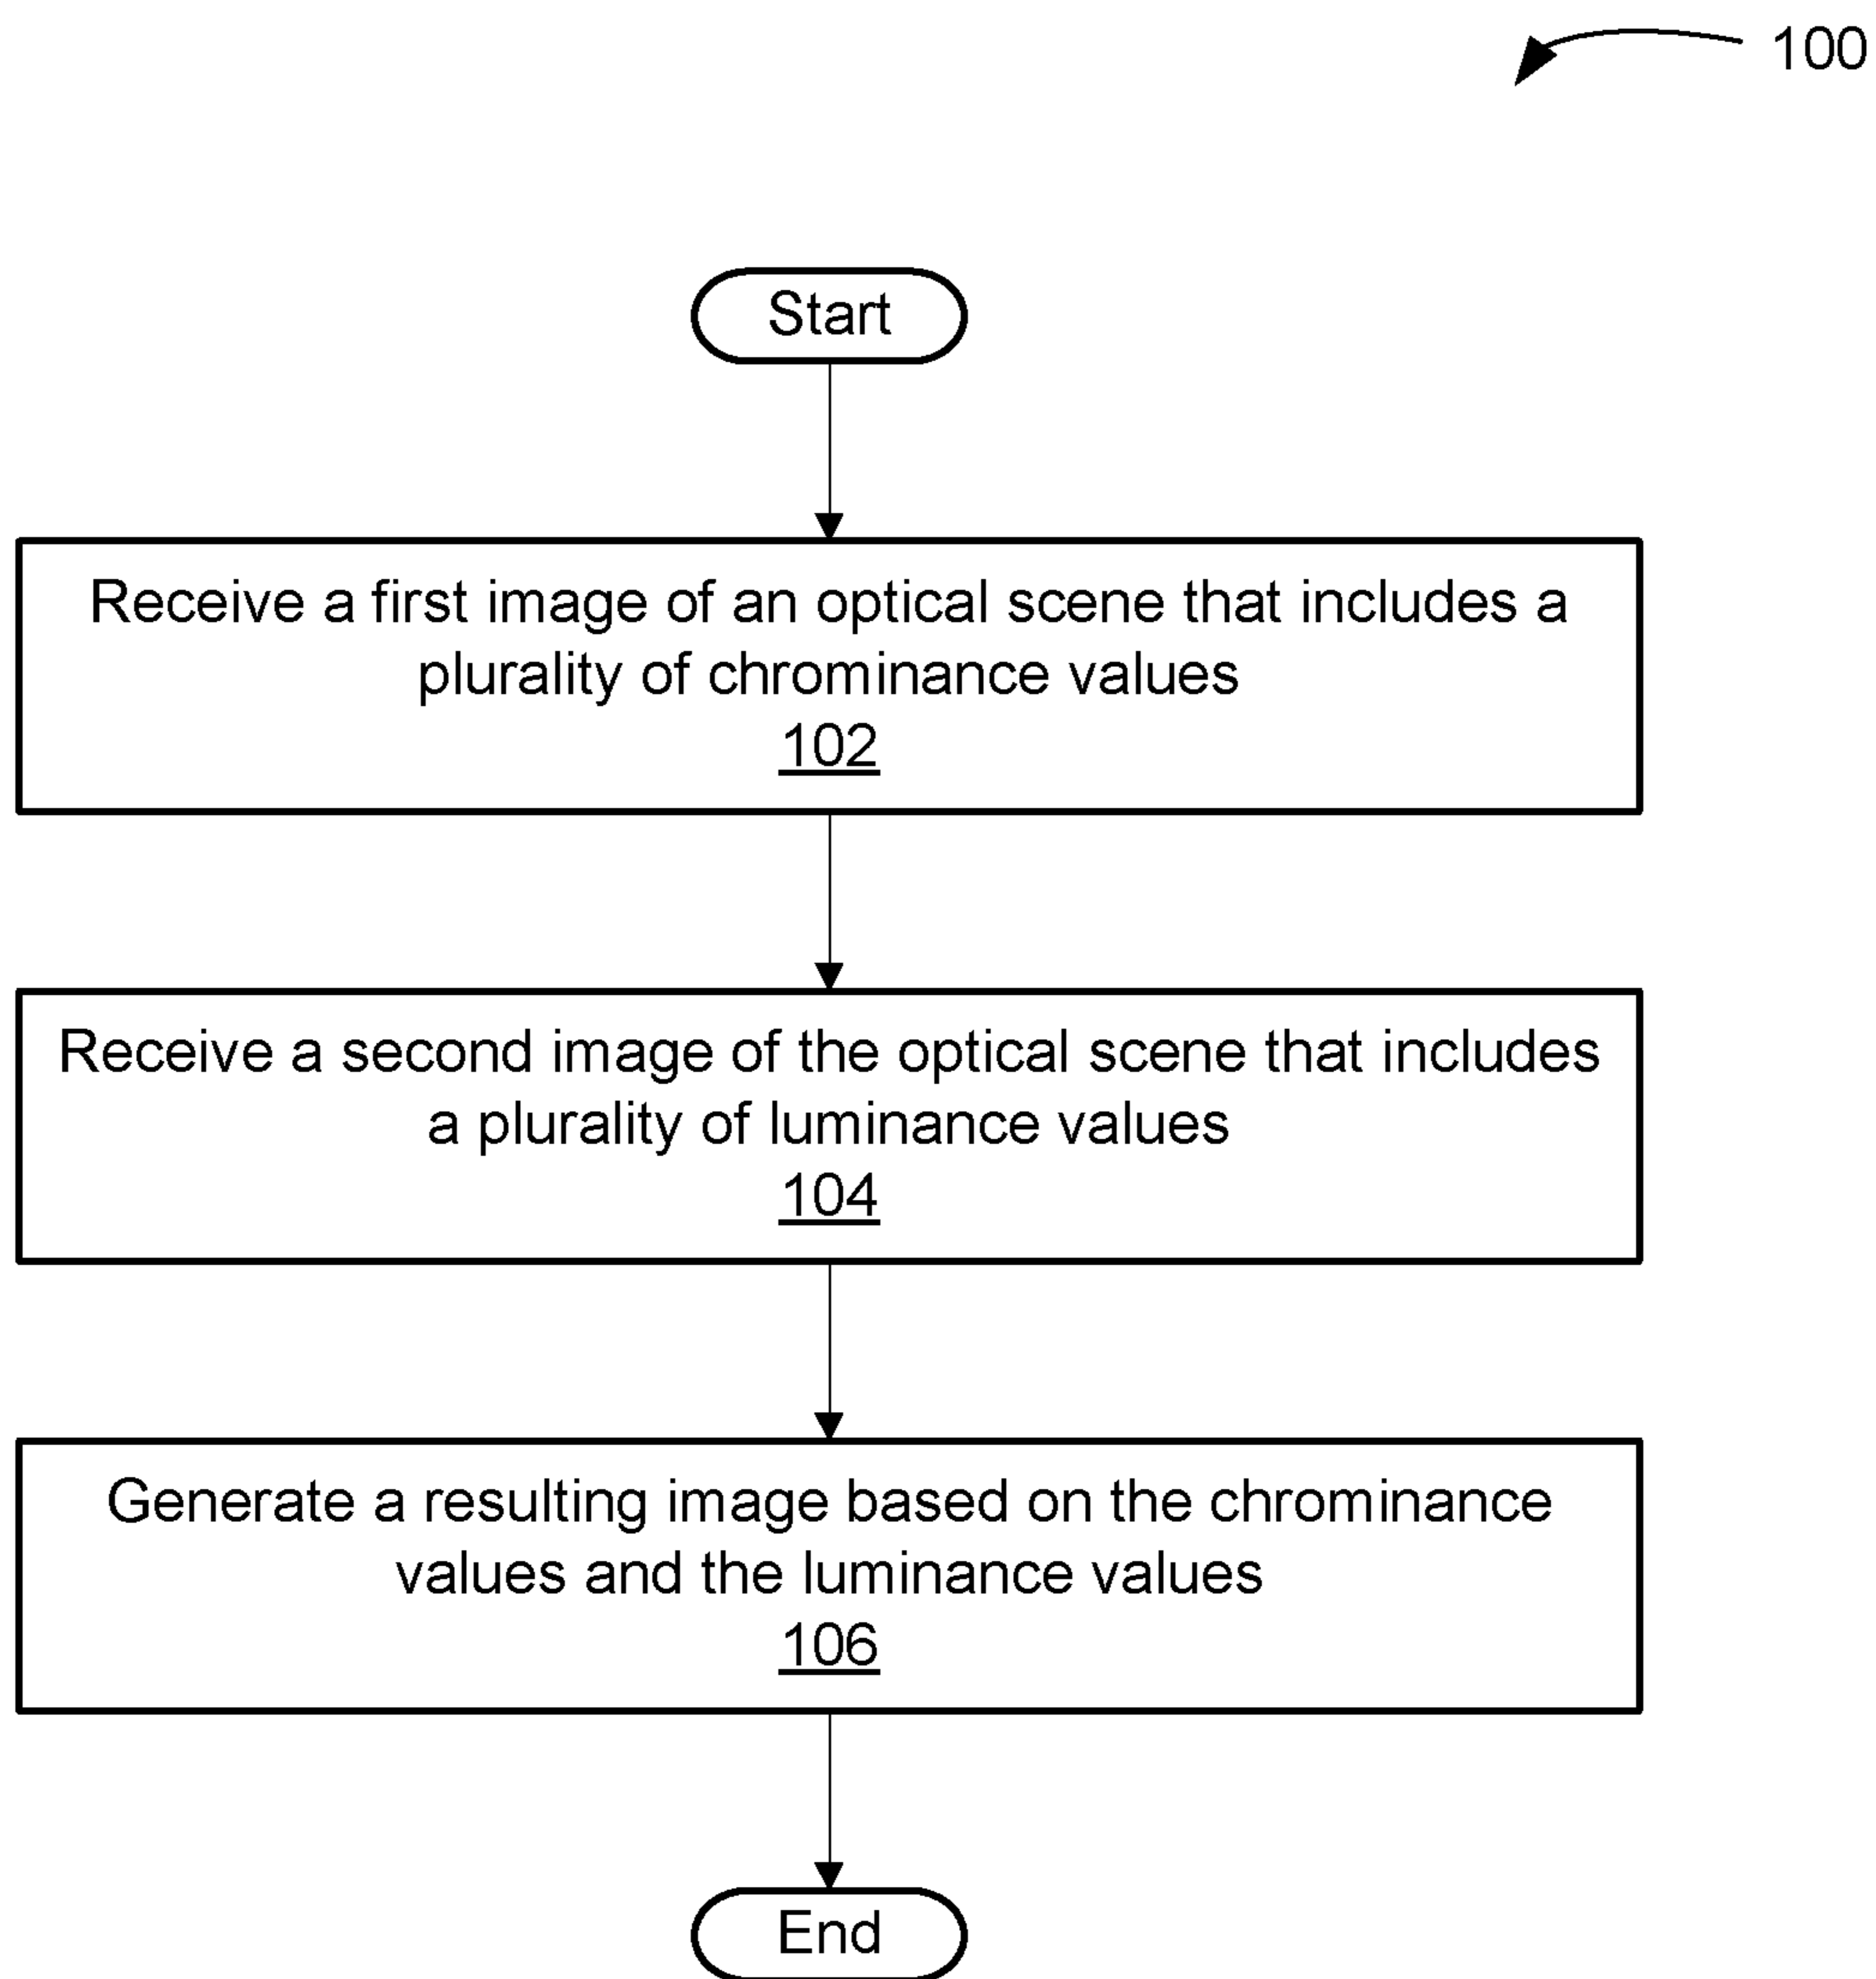 100
Start
Receive a first image of an optical scene that includes a
plurality of chrominance values
102
Receive a second image of the optical scene that includes
a plurality of luminance values
104
Generate a resulting image based on the chrominance
values and the luminance values
106
End